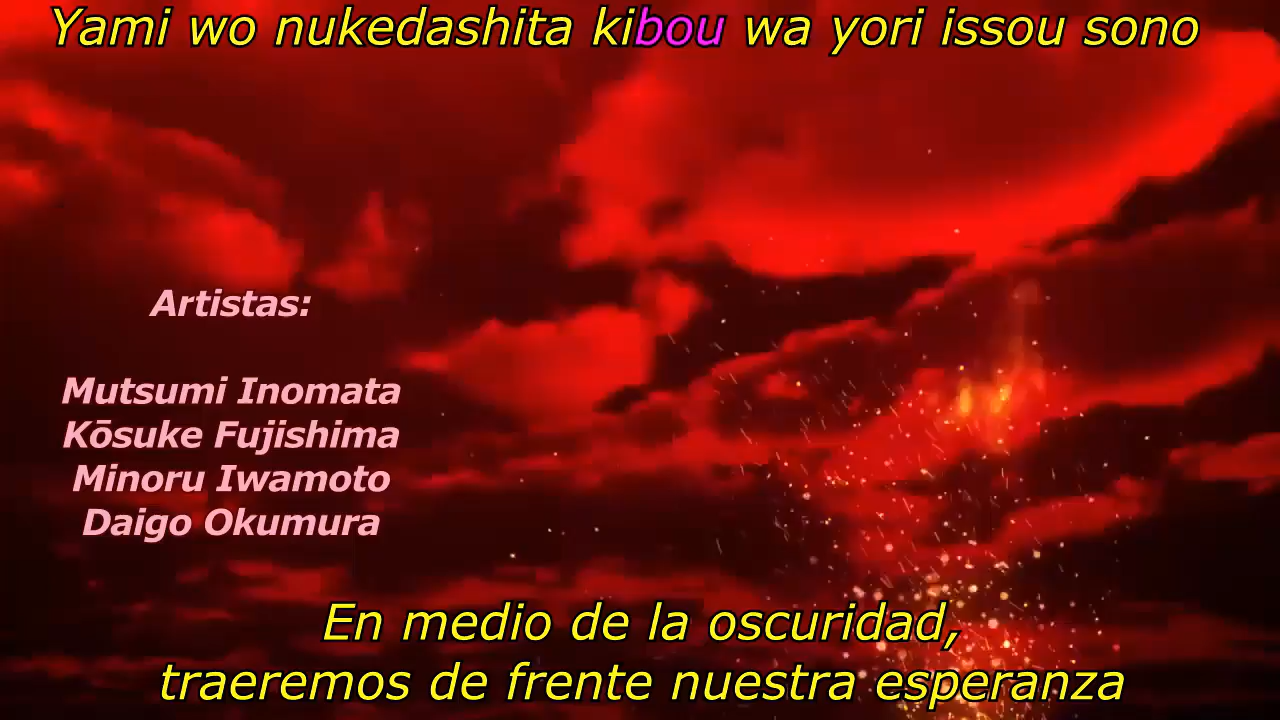 Yami wo nukedashita kibou wa yori issou sono
Artistas:
Mutsumi Inomata
Kōsuke Fujishima
Minoru Iwamoto
Daigo Okumura
En medio de la oscuridad,
traeremos de frente nuestra esperanza